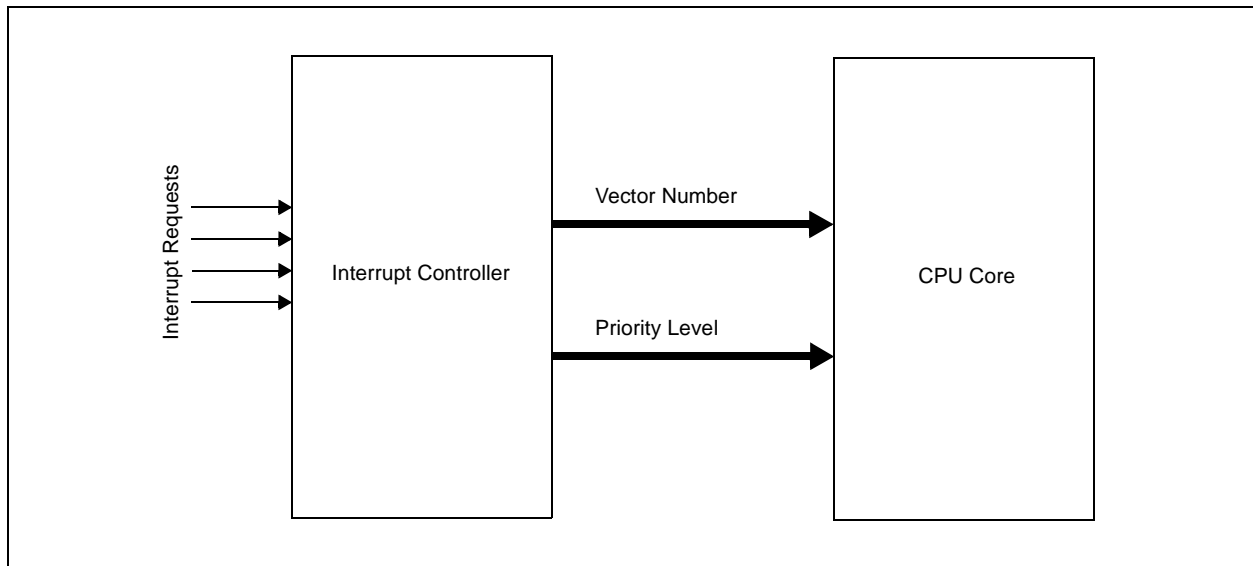 Interrupt Requests
Interrupt Controller
Vector Number
Priority Level
CPU Core